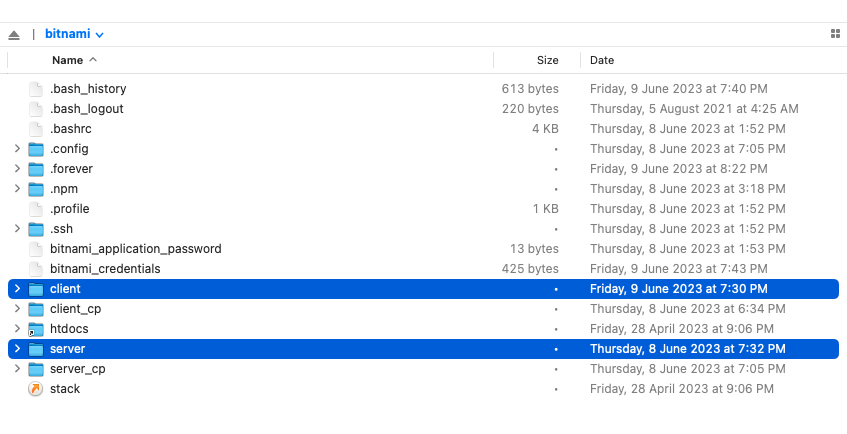 bitnami
Name Size Date
.bash_history 613 bytes Friday, 9 June 2023 at 7:40 PM
.bash_logout 220 bytes Thursday, 5 August 2021 at 4:25 AM
.bashrc 4 KB Thursday, 8 June 2023 at 1:52 PM
.config • Thursday, 8 June 2023 at 7:05 PM
.forever • Friday, 9 June 2023 at 8:22 PM
.npm • Thursday, 8 June 2023 at 3:18 PM
.profile 1 KB Thursday, 8 June 2023 at 1:52 PM
.ssh • Thursday, 8 June 2023 at 1:52 PM
bitnami_application_password 13 bytes Thursday, 8 June 2023 at 1:53 PM
bitnami_credentials 425 bytes Thursday, 8 June 2023 at 7:43 PM
client • Friday, 9 June 2023 at 7:30 PM
client_cp • Thursday, 8 June 2023 at 6:34 PM
htdocs • Friday, 28 April 2023 at 9:06 PM
server • Thursday, 8 June 2023 at 7:32 PM
server_cp • Thursday, 8 June 2023 at 7:05 PM
stack • Friday, 28 April 2023 at 9:06 PM